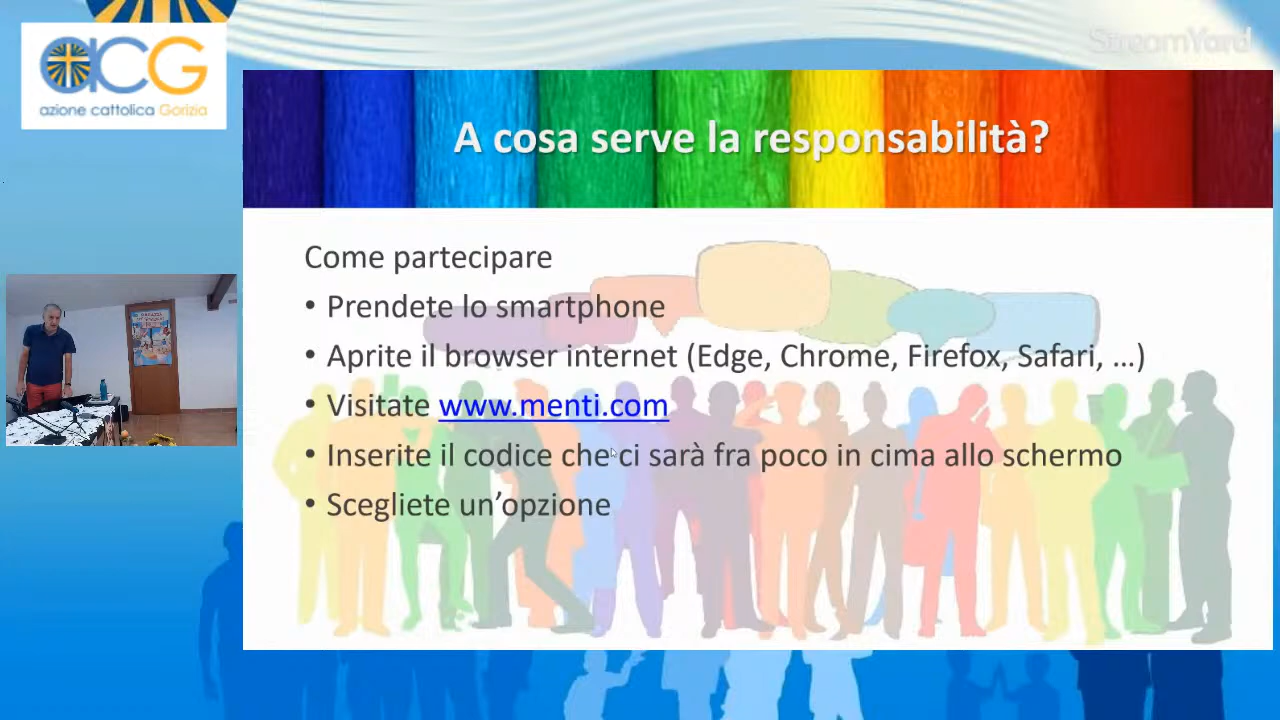 StreamYard
aCG
azione cattolica Gorizia
A cosa serve la responsabilità?
Come partecipare
• Prendete lo smartphone
• Aprite il browser internet (Edge, Chrome, Firefox, Safari, ...)
• Visitate www.menti.com
• Inserite il codice che ci sarà fra poco in cima allo schermo
• Scegliete un’opzione